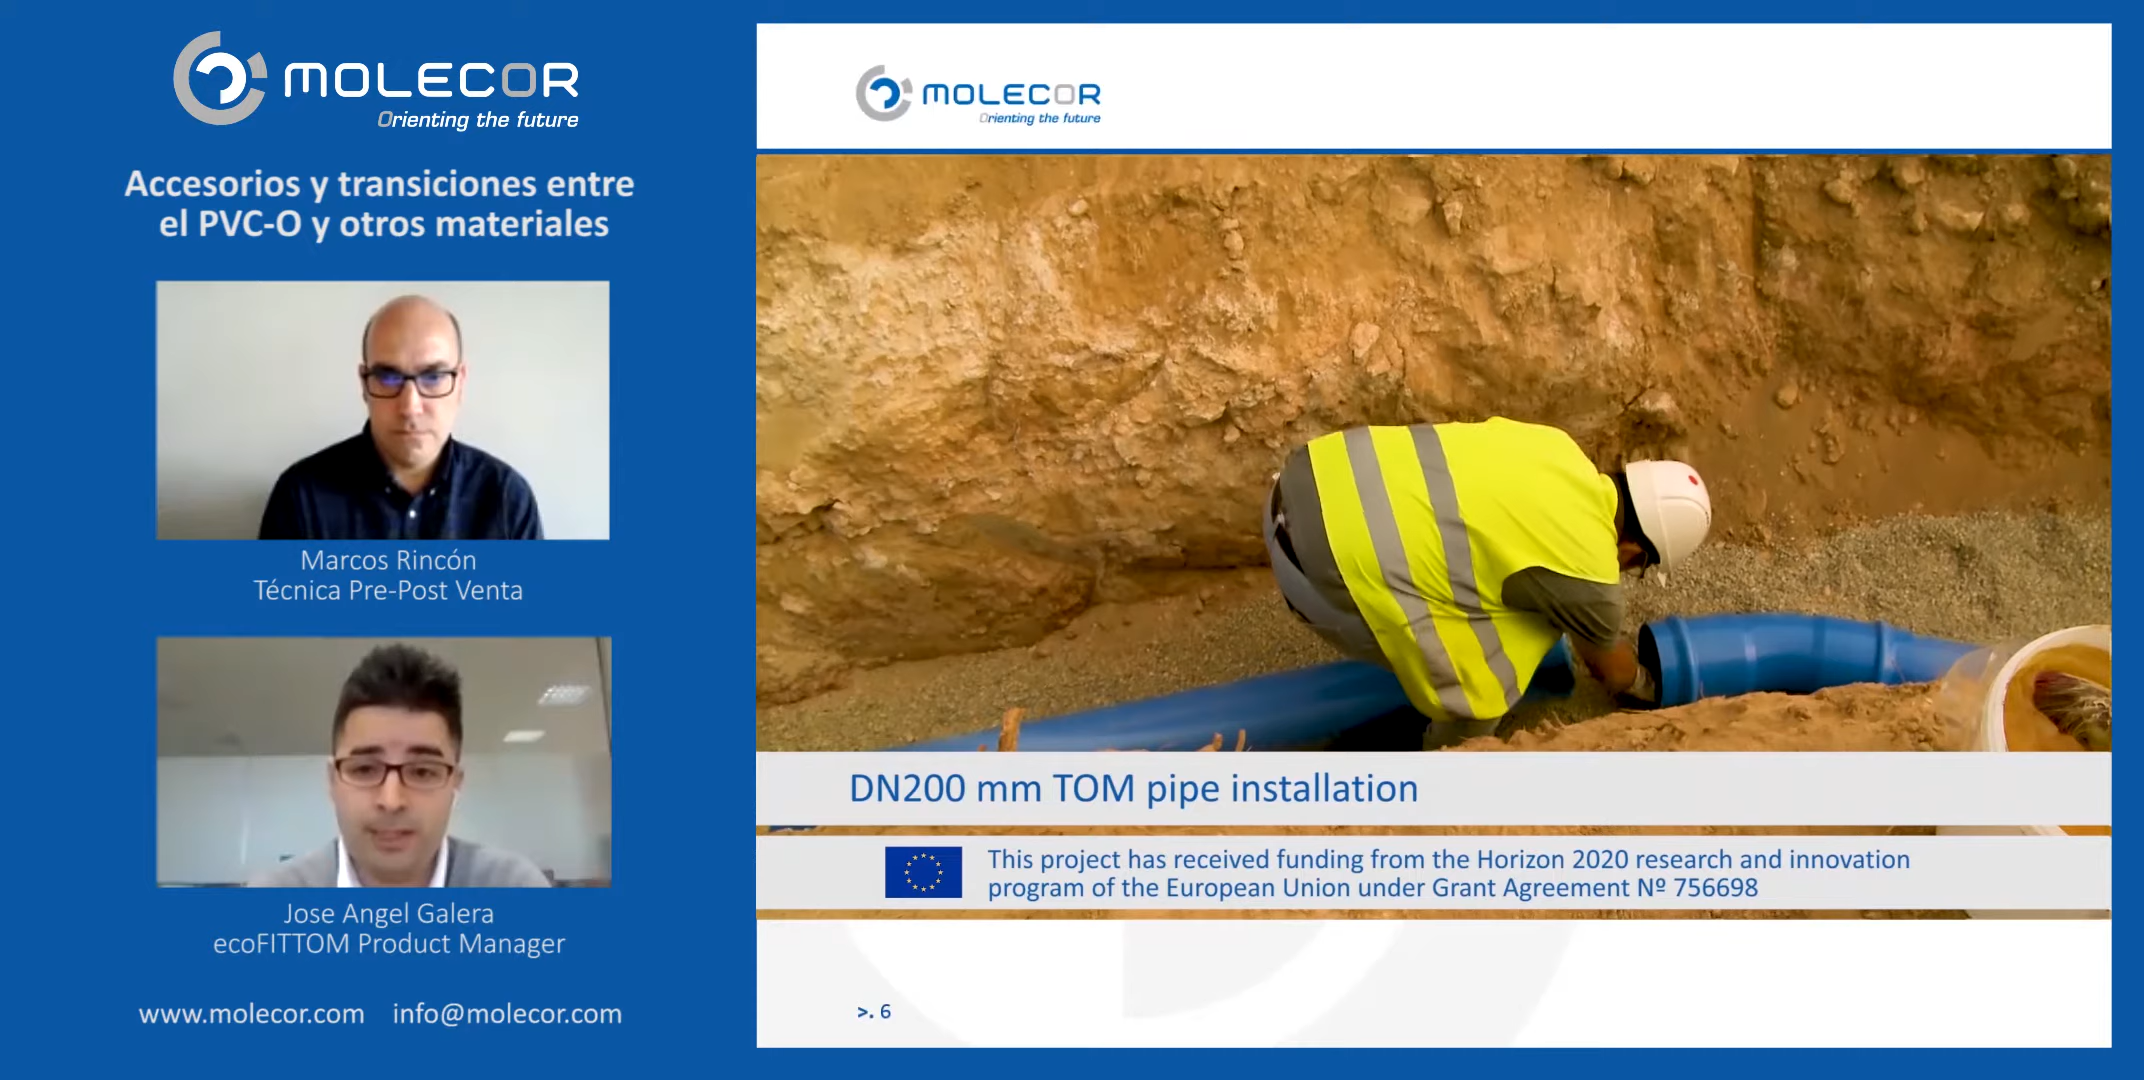 MOLECOR
Orienting the future
Accesorios y transiciones entre
el PVC-O y otros materiales
Marcos Rincón
Técnica Pre-Post Venta
Jose Angel Galera
ecoFITTOM Product Manager
www.molecor.com info@molecor.com
MOLECOR
Orienting the future
DN200 mm TOM pipe installation
This project has received funding from the Horizon 2020 research and innovation
program of the European Union under Grant Agreement Nº 756698
>. 6